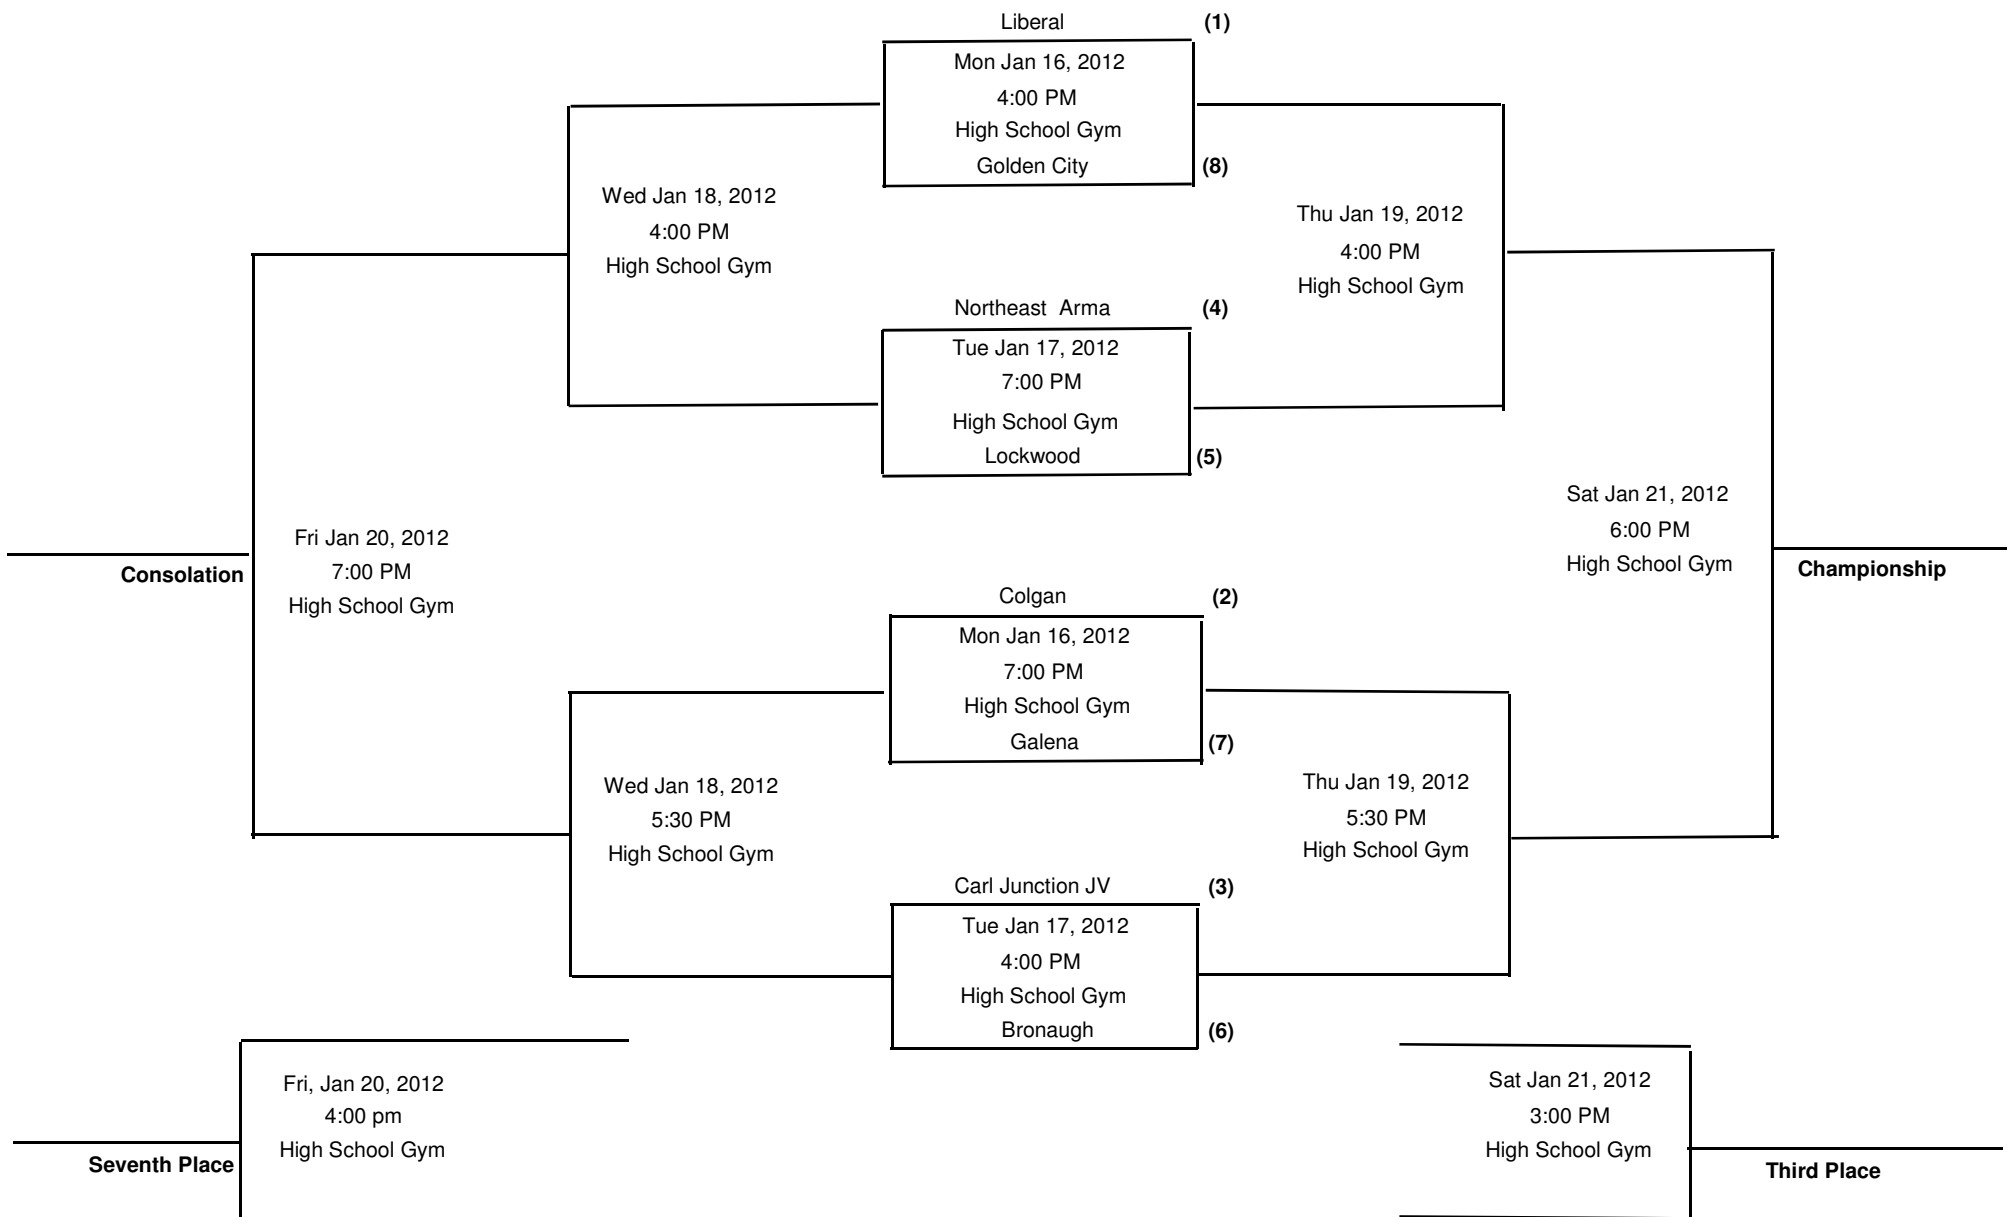 Liberal (1)
Mon Jan 16, 2012
4:00 PM
High School Gym
Golden City (8)
Wed Jan 18, 2012
4:00 PM
High School Gym
Thu Jan 19, 2012
4:00 PM
High School Gym
Northeast  Arma (4)
Tue Jan 17, 2012
7:00 PM
High School Gym
Lockwood (5)
Fri Jan 20, 2012
7:00 PM
High School Gym
Consolation
Sat Jan 21, 2012
6:00 PM
High School Gym
Championship
Colgan (2)
Mon Jan 16, 2012
7:00 PM
High School Gym
Galena (7)
Wed Jan 18, 2012
5:30 PM
High School Gym
Thu Jan 19, 2012
5:30 PM
High School Gym
Carl Junction JV (3)
Tue Jan 17, 2012
4:00 PM
High School Gym
Bronaugh (6)
Fri, Jan 20, 2012
4:00 pm
High School Gym
Seventh Place
Sat Jan 21, 2012
3:00 PM
High School Gym
Third Place